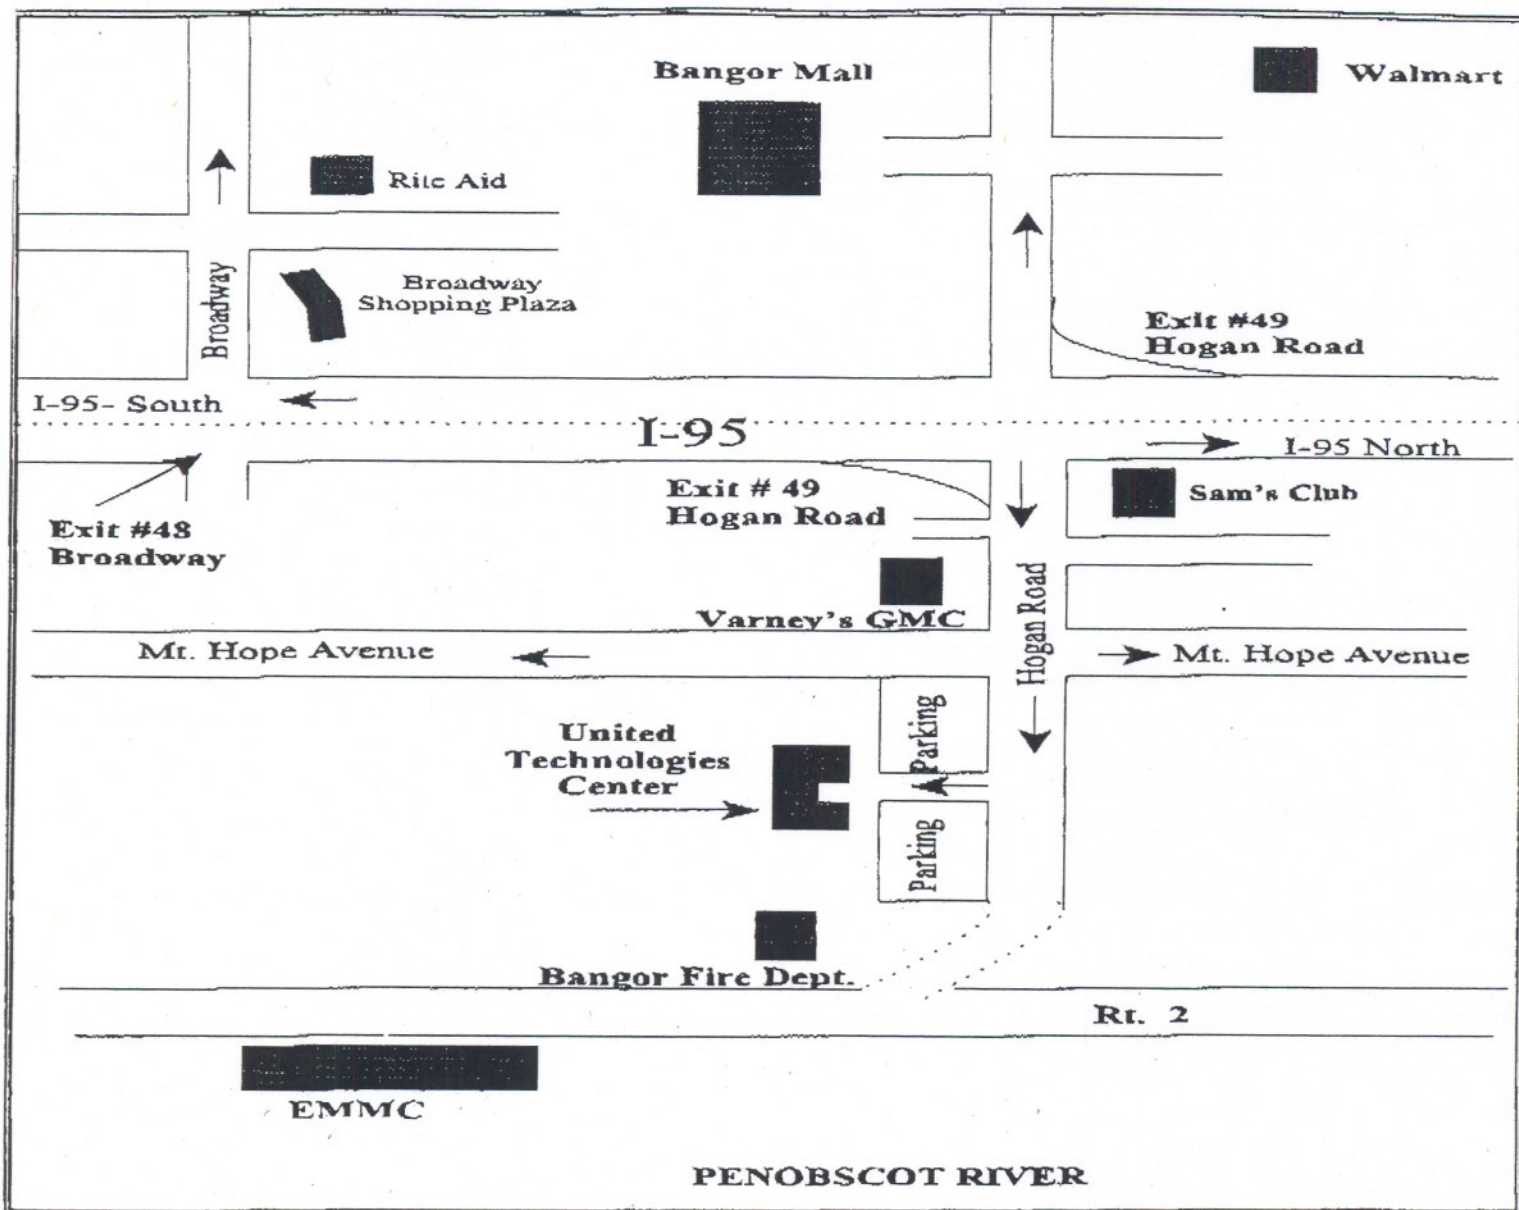 Bangor Mall
Walmart
Rite Aid
Broadway
Broadway
Shopping Plaza
Exit #49
Hogan Road
I-95- South
I-95
I-95 North
Exit #48
Broadway
Exit # 49
Hogan Road
Sam's Club
Varney's GMC
Hogan Road
Mt. Hope Avenue
Mt. Hope Avenue
United
Technologies
Center
Parking
Parking
Bangor Fire Dept.
Rt. 2
EMMC
PENOBSCOT RIVER